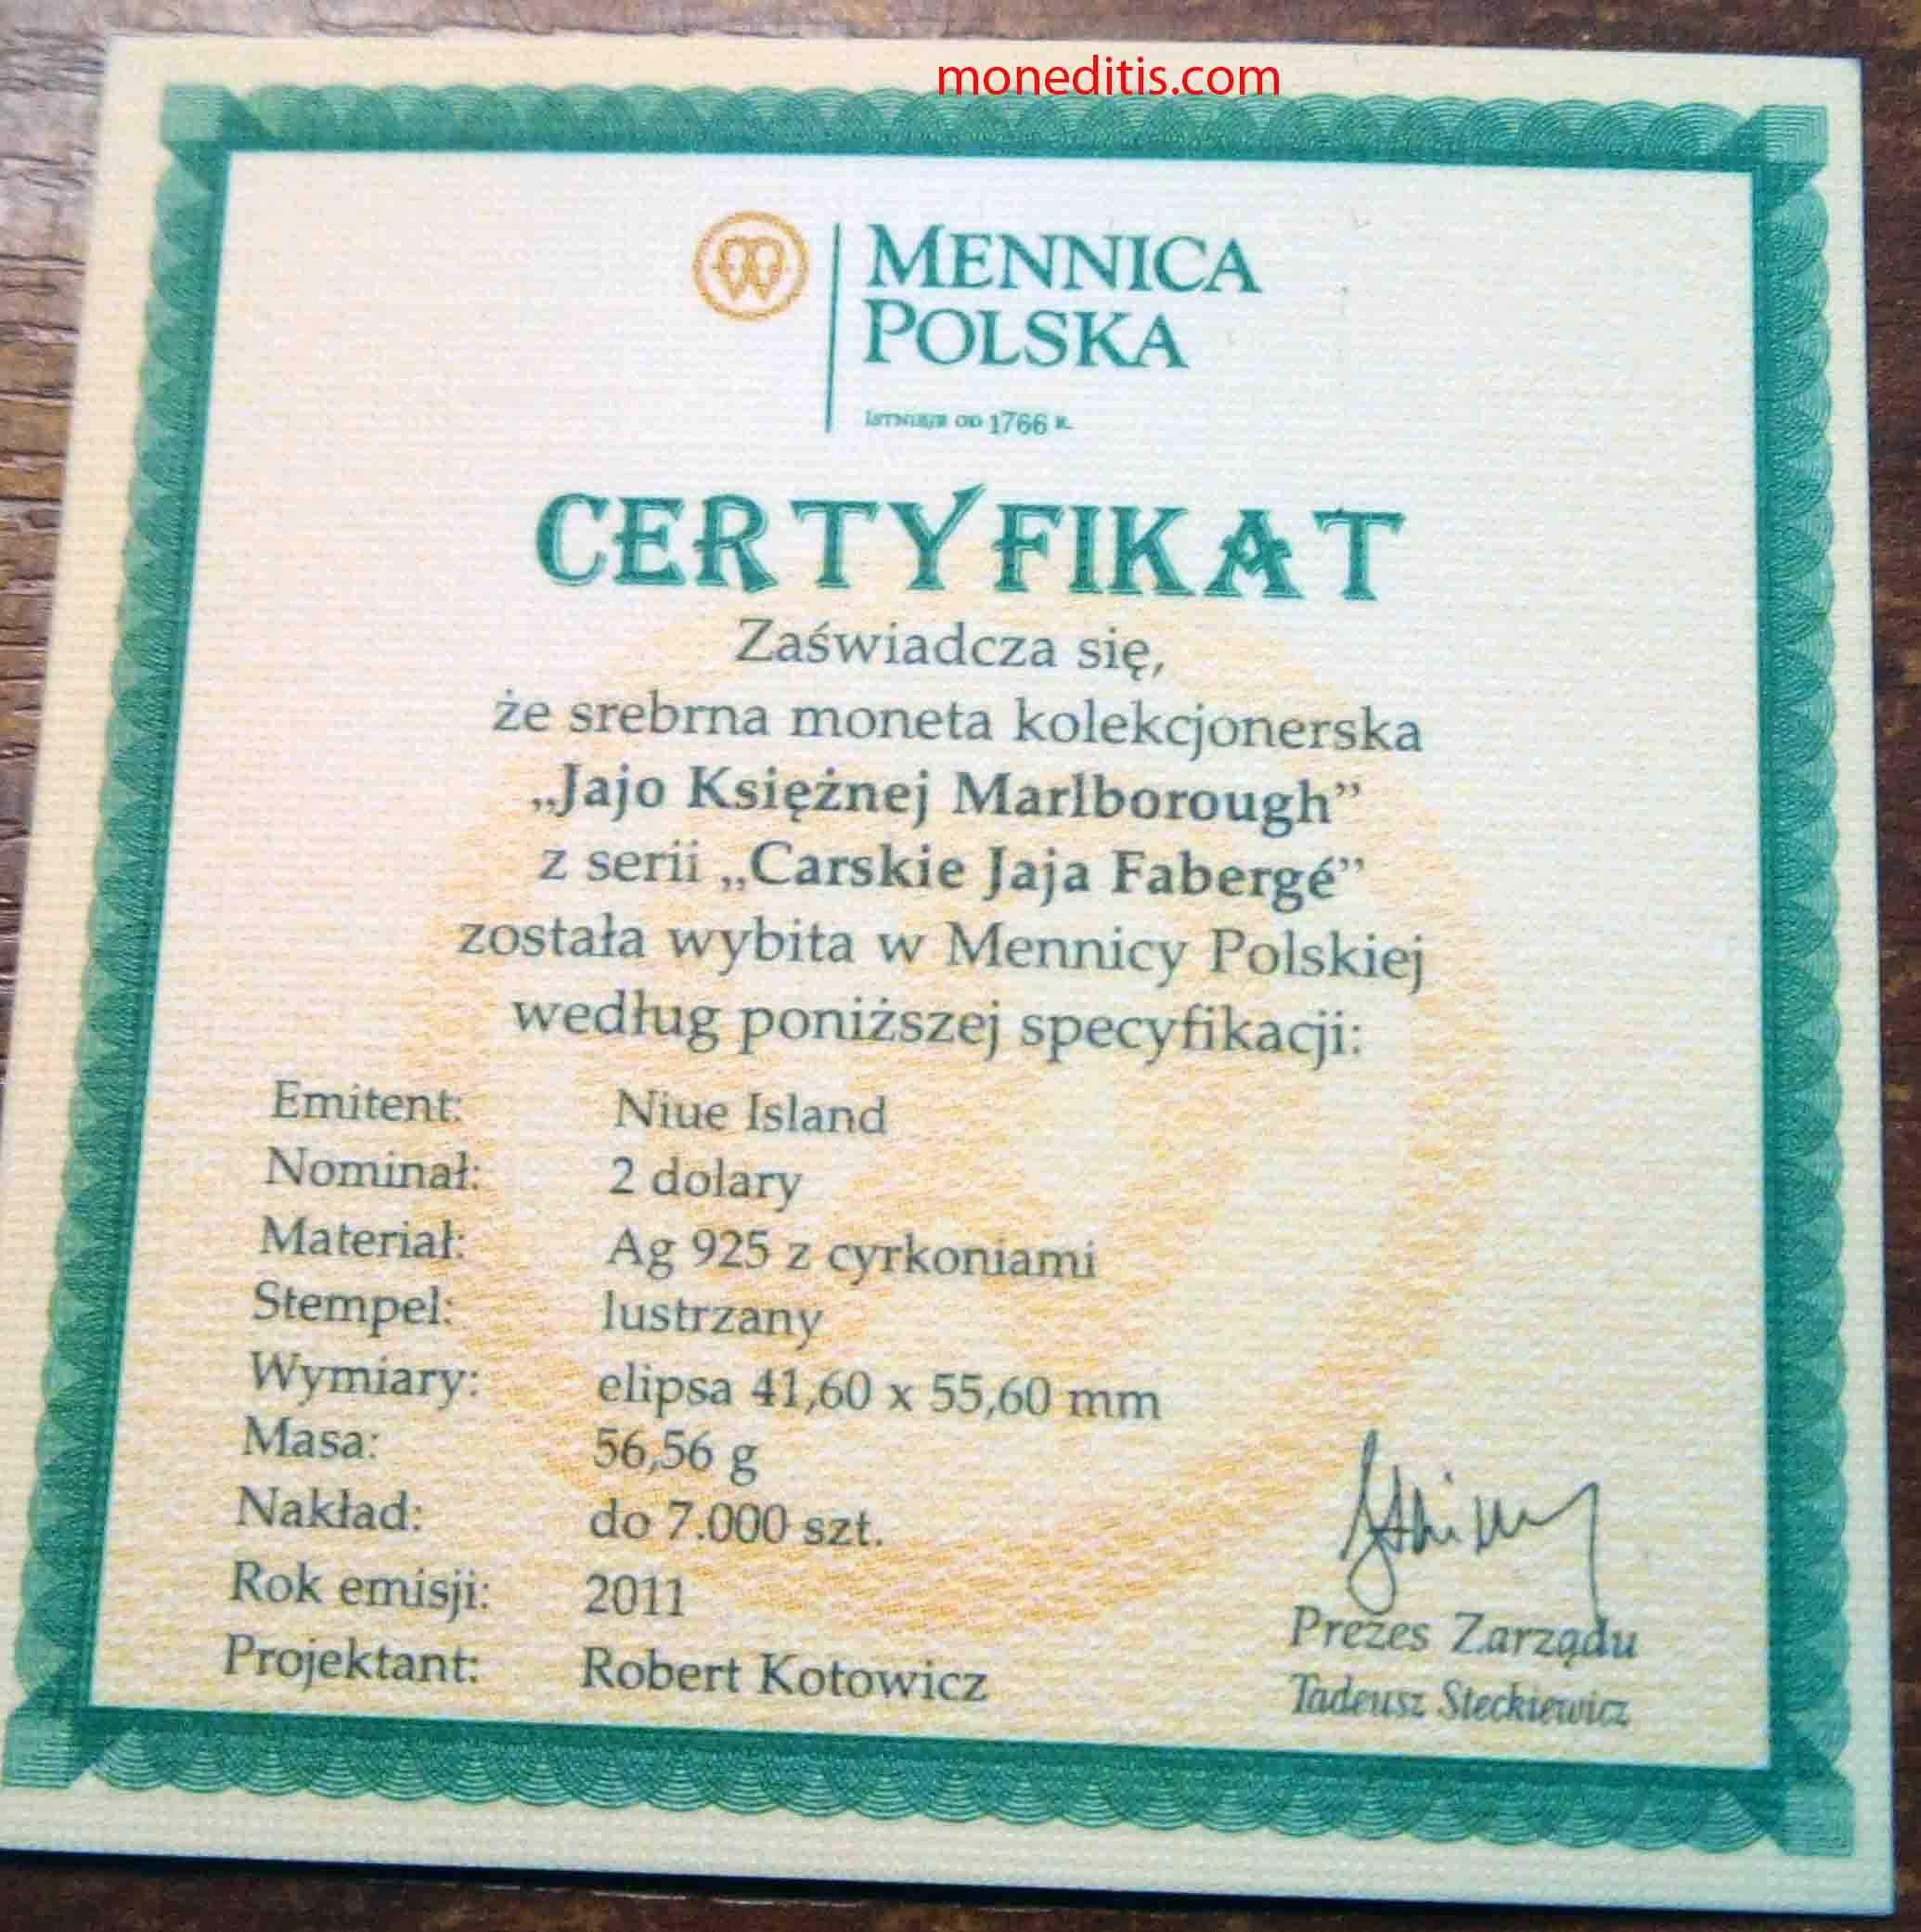 moneditis.com
MENNICA
POLSKA
ISTNIEJE OD 1766 R.
CERTYFIKAT
Zaświadcza się,
że srebrna moneta kolekcjonerska
„Jajo Księżnej Marlborough”
z serii „Carskie Jaja Fabergé”
została wybita w Mennicy Polskiej
według poniższej specyfikacji:
Emitent: Niue Island
Nominał: 2 dolary
Materiał: Ag 925 z cyrkoniami
Stempel: lustrzany
Wymiary: elipsa 41,60 x 55,60 mm
Masa: 56,56 g
Nakład: do 7.000 szt.
Rok emisji: 2011
Projektant: Robert Kotowicz
Prezes Zarządu
Tadeusz Steckiewicz